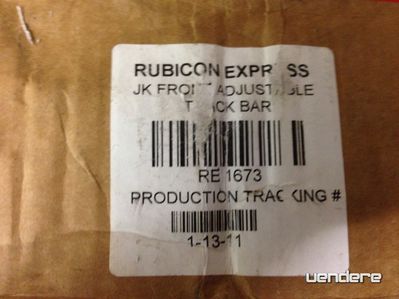 RUBICON EXPRESS
JK FRONT ADJUSTABLE
TRACK BAR
RE 1673
PRODUCTION TRACKING #
1-13-11
uendere